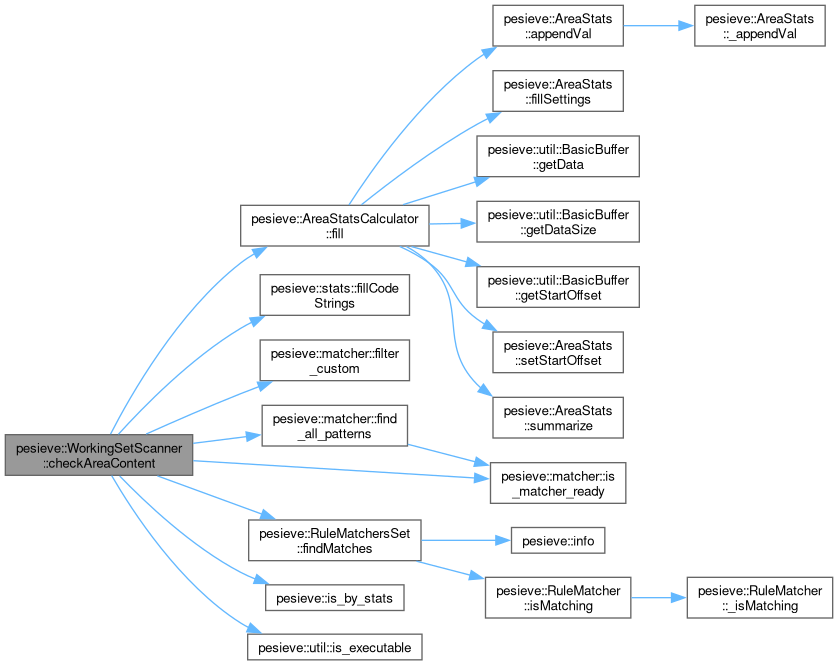 pesieve::AreaStats
::appendVal
pesieve::AreaStats
::_appendVal
pesieve::AreaStats
::fillSettings
pesieve::util::BasicBuffer
::getData
pesieve::AreaStatsCalculator
::fill
pesieve::util::BasicBuffer
::getDataSize
pesieve::util::BasicBuffer
::getStartOffset
pesieve::stats::fillCode
Strings
pesieve::AreaStats
::setStartOffset
pesieve::matcher::filter
_custom
pesieve::AreaStats
::summarize
pesieve::matcher::find
_all_patterns
pesieve::WorkingSetScanner
::checkAreaContent
pesieve::matcher::is
_matcher_ready
pesieve::RuleMatchersSet
::findMatches
pesieve::info
pesieve::is_by_stats
pesieve::RuleMatcher
::isMatching
pesieve::RuleMatcher
::_isMatching
pesieve::util::is_executable